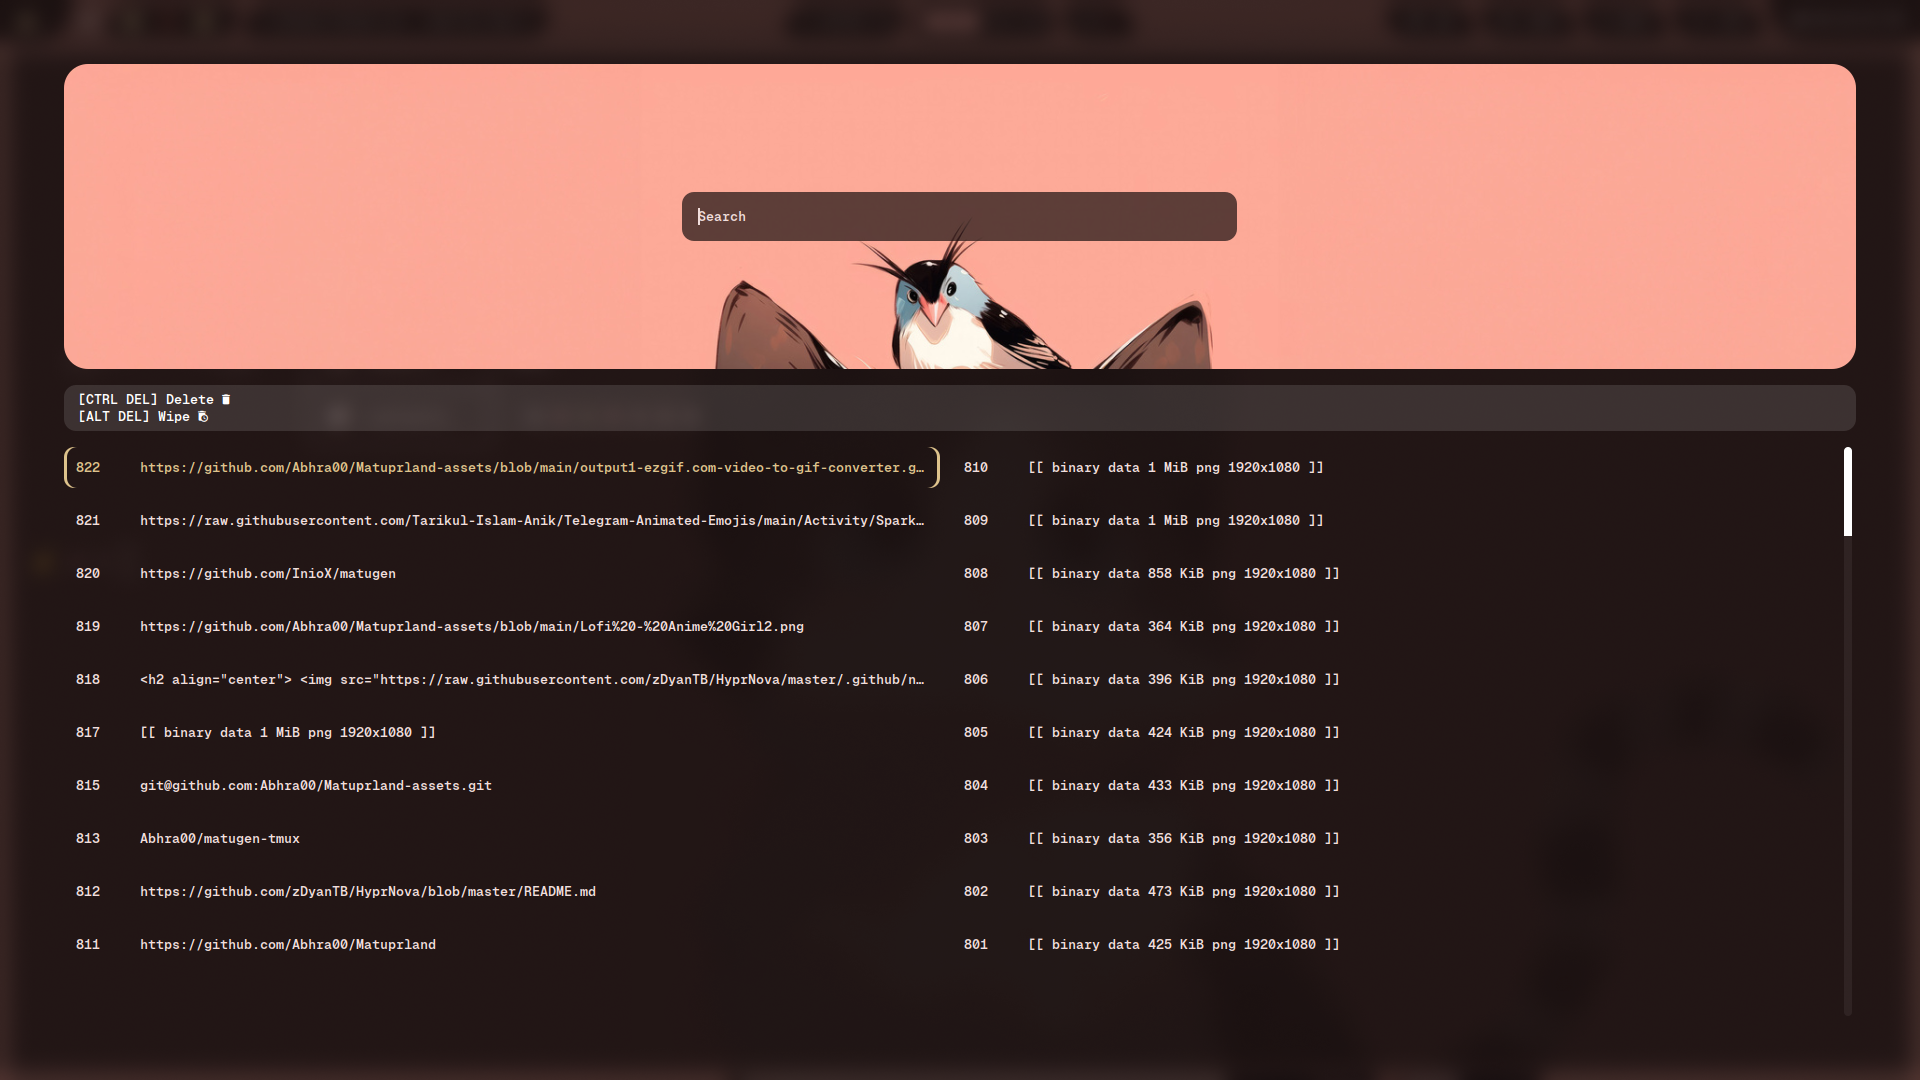 Search
[CTRL DEL] Delete
[ALT DEL] Wipe
822 https://github.com/Abhra00/Matuprland-assets/blob/main/output1-ezgif.com-video-to-gif-converter.g…
821 https://raw.githubusercontent.com/Tarikul-Islam-Anik/Telegram-Animated-Emojis/main/Activity/Spark…
820 https://github.com/InioX/matugen
819 https://github.com/Abhra00/Matuprland-assets/blob/main/Lofi%20-%20Anime%20Girl2.png
818 <h2 align="center"> <img src="https://raw.githubusercontent.com/zDyanTB/HyprNova/master/.github/n…
817 [[ binary data 1 MiB png 1920x1080 ]]
815 git@github.com:Abhra00/Matuprland-assets.git
813 Abhra00/matugen-tmux
812 https://github.com/zDyanTB/HyprNova/blob/master/README.md
811 https://github.com/Abhra00/Matuprland
810 [[ binary data 1 MiB png 1920x1080 ]]
809 [[ binary data 1 MiB png 1920x1080 ]]
808 [[ binary data 858 KiB png 1920x1080 ]]
807 [[ binary data 364 KiB png 1920x1080 ]]
806 [[ binary data 396 KiB png 1920x1080 ]]
805 [[ binary data 424 KiB png 1920x1080 ]]
804 [[ binary data 433 KiB png 1920x1080 ]]
803 [[ binary data 356 KiB png 1920x1080 ]]
802 [[ binary data 473 KiB png 1920x1080 ]]
801 [[ binary data 425 KiB png 1920x1080 ]]